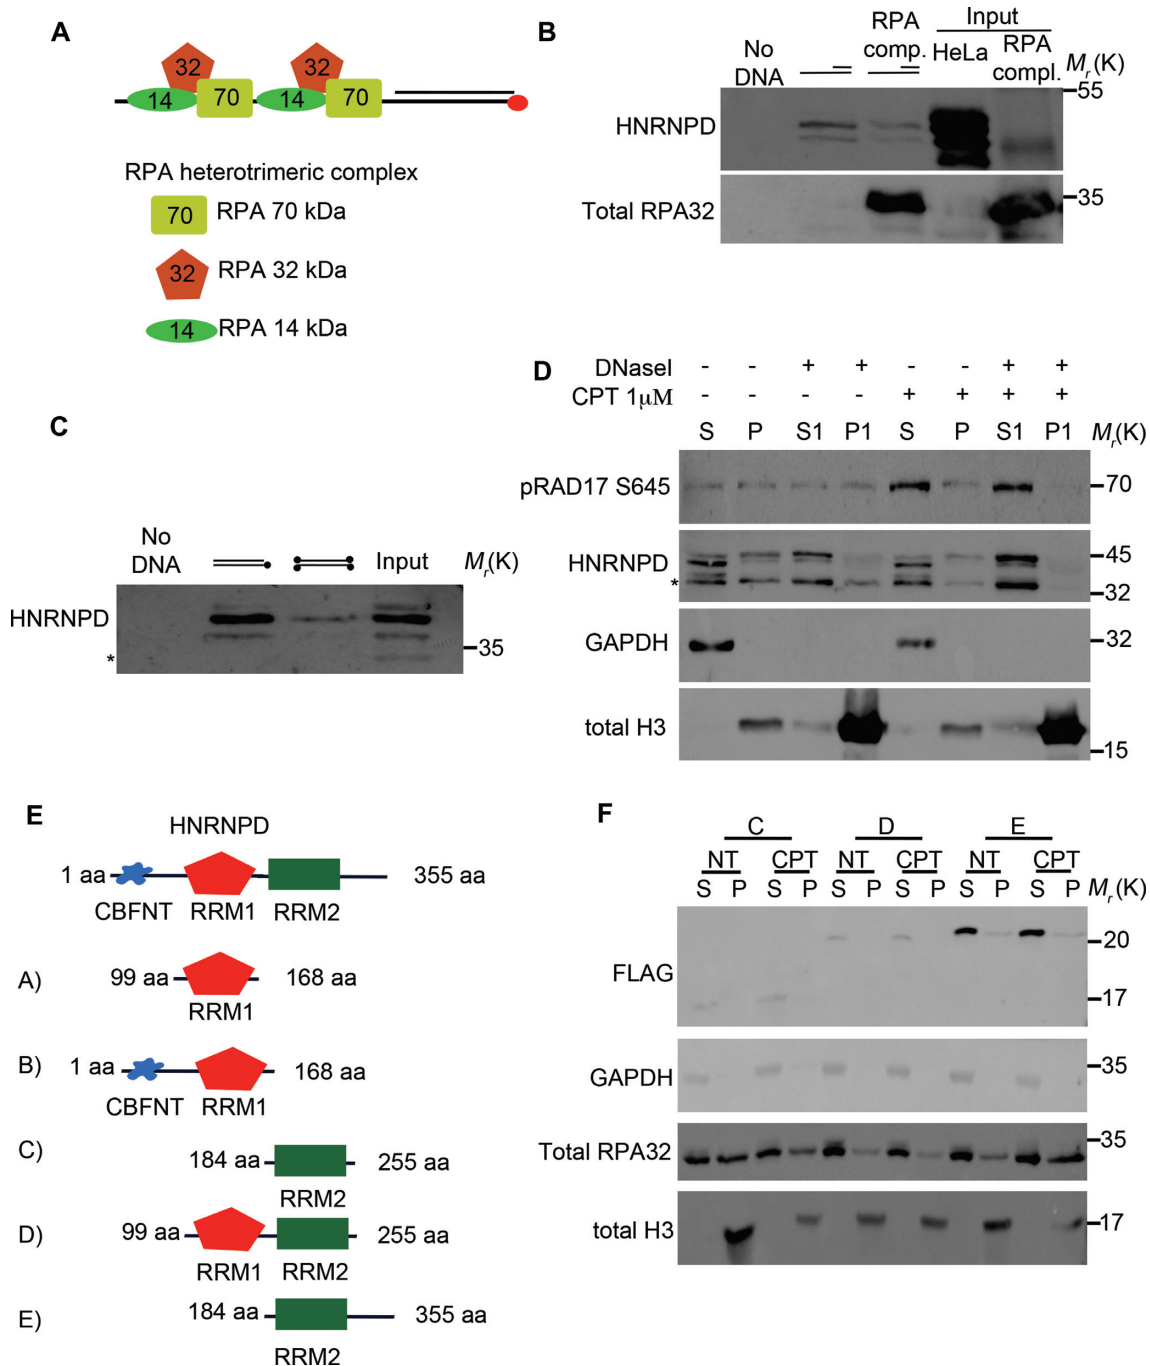 A
32
32
14
70
14
70
RPA heterotrimeric complex
70 RPA 70 kDa
32 RPA 32 kDa
14 RPA 14 kDa
B
No DNA
RPA comp.
Input
HeLa
RPA compl.
Mr(K)
55
HNRNPD
Total RPA32
35
C
No DNA
Input
Mr(K)
HNRNPD
35
*
D
DNaseI - - + + - - + +
CPT 1μM - - - - + + + +
S P S1 P1 S P S1 P1 Mr(K)
pRAD17 S645
70
HNRNPD
45
*
32
GAPDH
32
total H3
15
E
HNRNPD
1 aa
355 aa
CBFNT RRM1 RRM2
A)
99 aa
168 aa
RRM1
B)
1 aa
168 aa
CBFNT RRM1
C)
184 aa
255 aa
RRM2
D)
99 aa
255 aa
RRM1 RRM2
E)
184 aa
355 aa
RRM2
F
C D E
NT CPT NT CPT NT CPT
S P S P S P S P S P S P Mr(K)
20
FLAG
17
GAPDH
35
Total RPA32
35
total H3
17